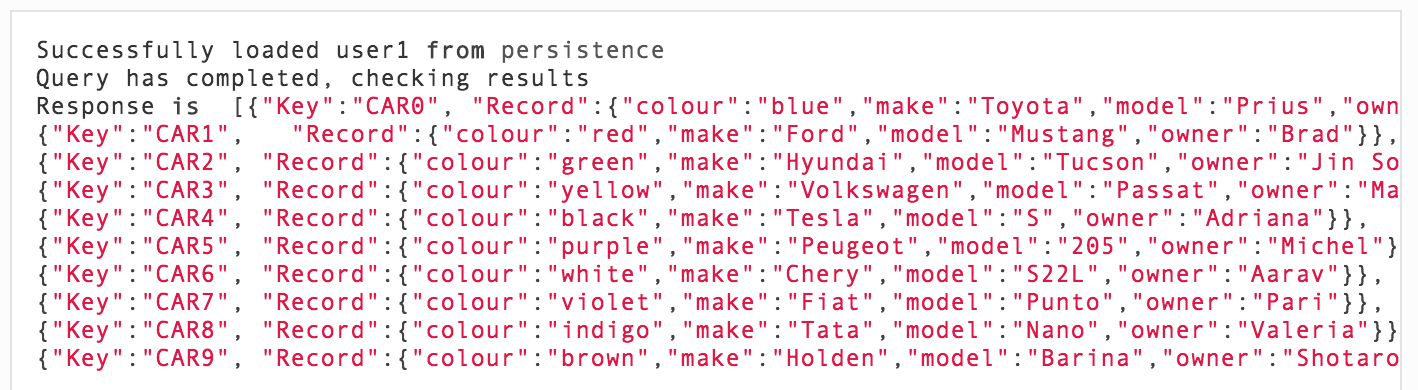 Successfully loaded user1 from persistence
Query has completed, checking results
Response is  [{"Key":"CAR0", "Record":{"colour":"blue","make":"Toyota","model":"Prius","own
{"Key":"CAR1",   "Record":{"colour":"red","make":"Ford","model":"Mustang","owner":"Brad"}},
{"Key":"CAR2", "Record":{"colour":"green","make":"Hyundai","model":"Tucson","owner":"Jin So
{"Key":"CAR3", "Record":{"colour":"yellow","make":"Volkswagen","model":"Passat","owner":"Ma
{"Key":"CAR4", "Record":{"colour":"black","make":"Tesla","model":"S","owner":"Adriana"}},
{"Key":"CAR5", "Record":{"colour":"purple","make":"Peugeot","model":"205","owner":"Michel"}
{"Key":"CAR6", "Record":{"colour":"white","make":"Chery","model":"S22L","owner":"Aarav"}},
{"Key":"CAR7", "Record":{"colour":"violet","make":"Fiat","model":"Punto","owner":"Pari"}},
{"Key":"CAR8", "Record":{"colour":"indigo","make":"Tata","model":"Nano","owner":"Valeria"}}
{"Key":"CAR9", "Record":{"colour":"brown","make":"Holden","model":"Barina","owner":"Shotaro